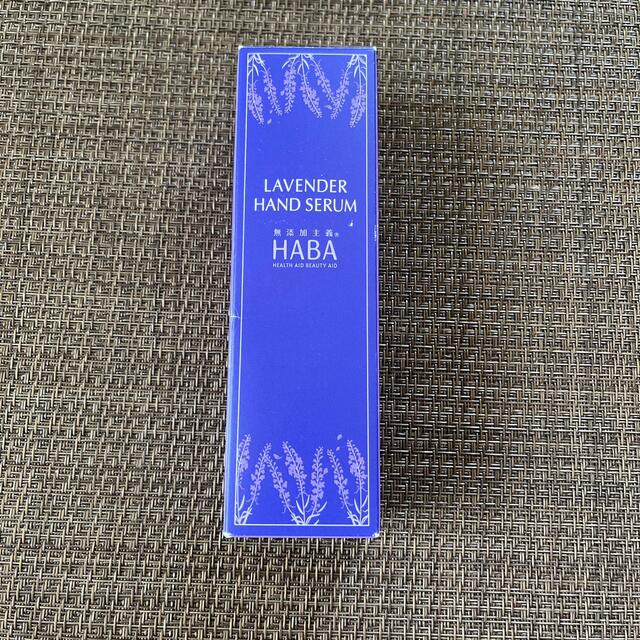 LAVENDER
HAND SERUM
無添加主義®
HABA
HEALTH AID BEAUTY AID